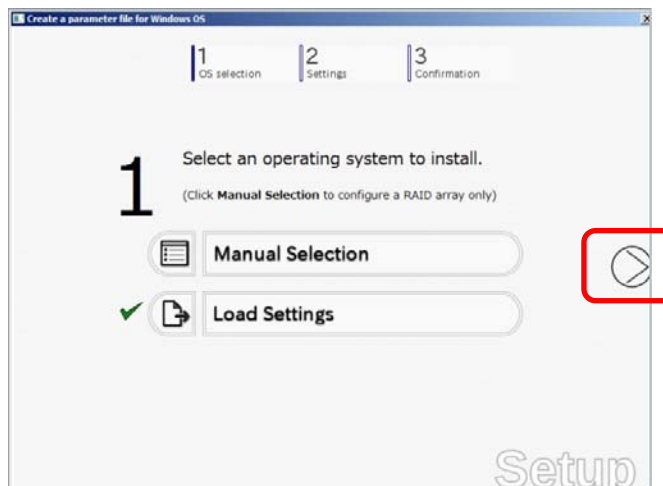 Create a parameter file for Windows OS
1
OS selection
2
Settings
3
Confirmation
1
Select an operating system to install.
(Click Manual Selection to configure a RAID array only)
Manual Selection
Load Settings
Setup